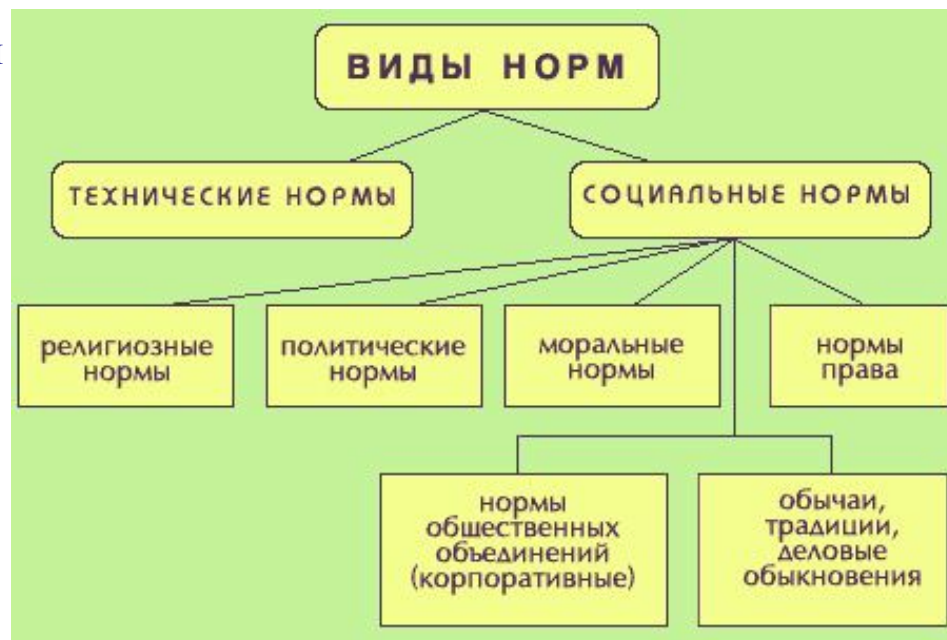 ВИДЫ НОРМ
ТЕХНИЧЕСКИЕ НОРМЫ
СОЦИАЛЬНЫЕ НОРМЫ
религиозные
нормы
политические
нормы
моральные
нормы
нормы
права
нормы
общественных
объединений
(корпоративные)
обычаи,
традиции,
деловые
обыкновения